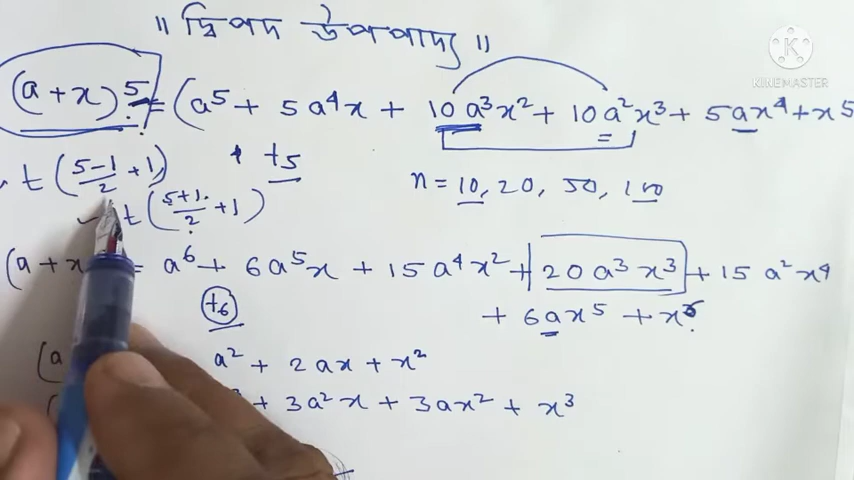 ॥ দ্বিপদ উপপাদ্য ॥
KINEMASTER
(a+x)⁵ = (a⁵ + 5a⁴x + 10a³x² + 10a²x³ + 5ax⁴ + x⁵
t(5-1/2 + 1) t₅
n = 10, 20, 50, 100
t(5+1/2 + 1)
(a+x = a⁶ + 6a⁵x + 15a⁴x² + 20a³x³ + 15a²x⁴
t₆ + 6ax⁵ + x⁶
(a a² + 2ax + x²
( ³ + 3a²x + 3ax² + x³